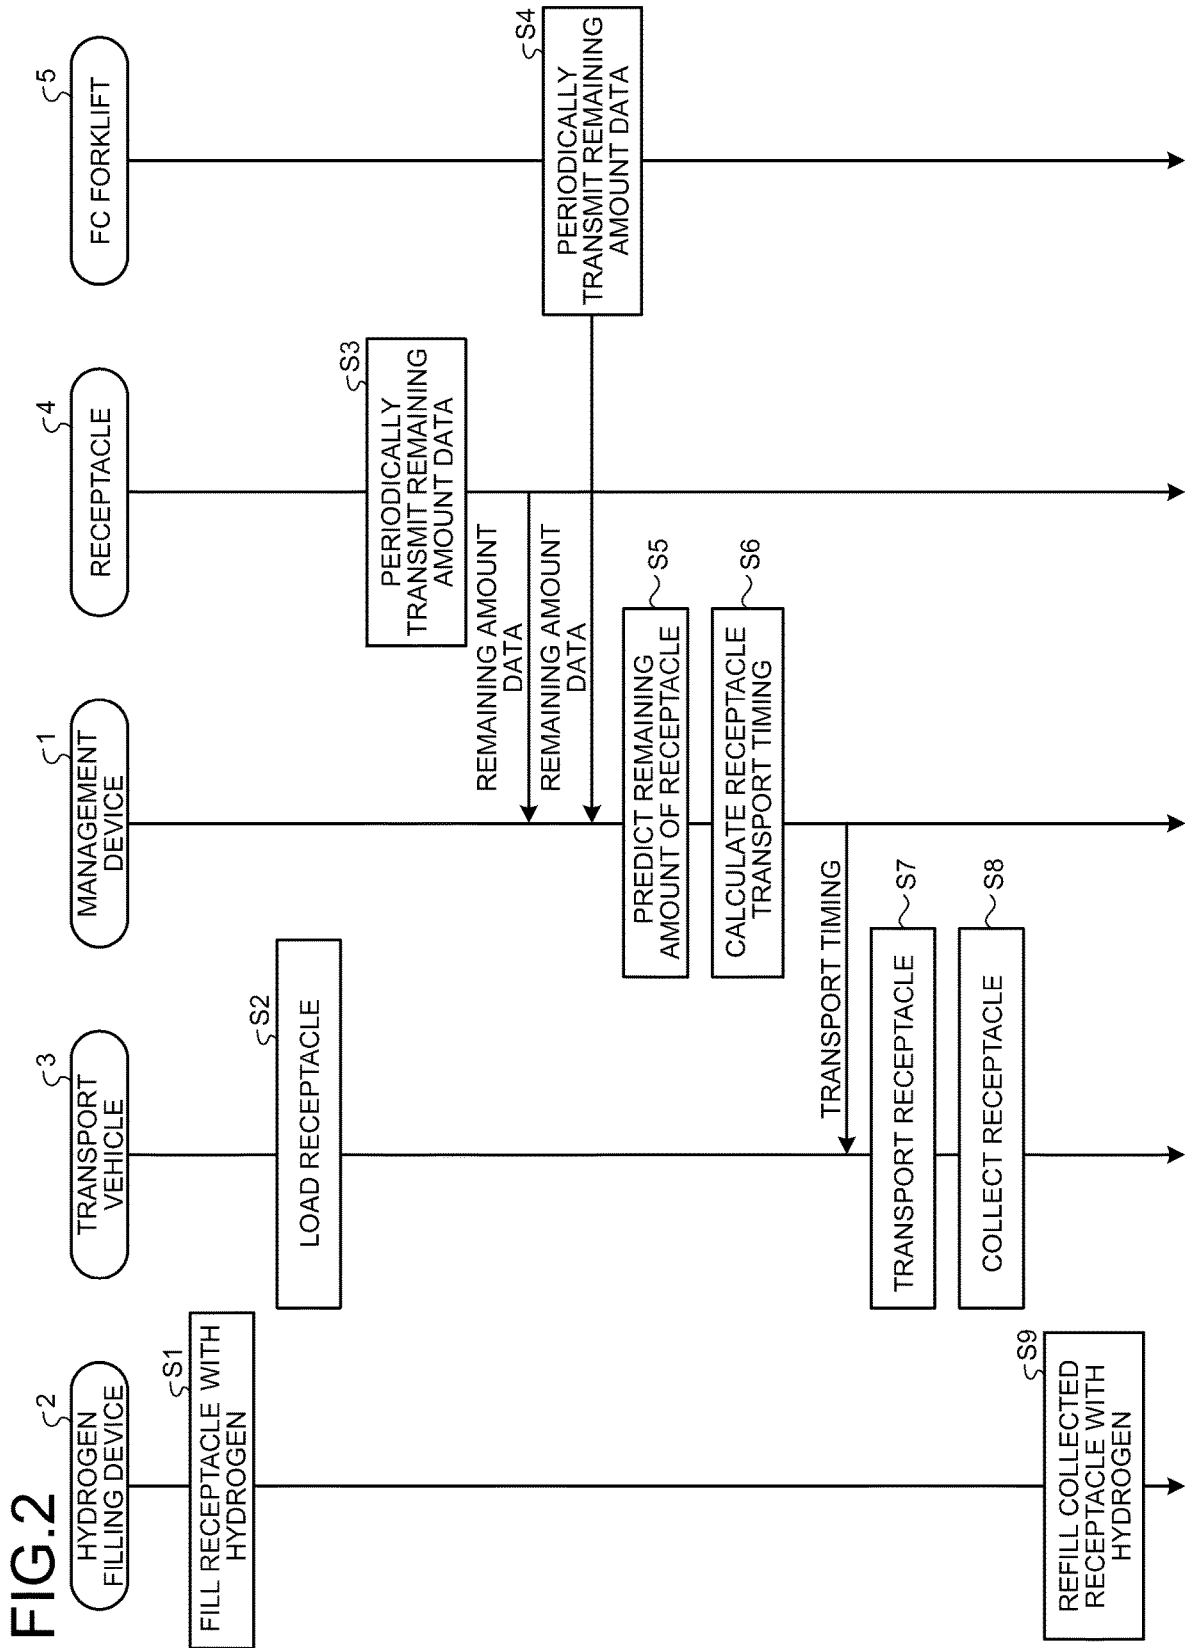 FIG.2
2
HYDROGEN
FILLING DEVICE
3
TRANSPORT
VEHICLE
1
MANAGEMENT
DEVICE
4
RECEPTACLE
5
FC FORKLIFT
S1
FILL RECEPTACLE WITH
HYDROGEN
S2
LOAD RECEPTACLE
S3
PERIODICALLY
TRANSMIT REMAINING
AMOUNT DATA
REMAINING AMOUNT
DATA
S4
PERIODICALLY
TRANSMIT REMAINING
AMOUNT DATA
REMAINING AMOUNT
DATA
S5
PREDICT REMAINING
AMOUNT OF RECEPTACLE
S6
CALCULATE RECEPTACLE
TRANSPORT TIMING
TRANSPORT TIMING
S7
TRANSPORT RECEPTACLE
S8
COLLECT RECEPTACLE
S9
REFILL COLLECTED
RECEPTACLE WITH
HYDROGEN